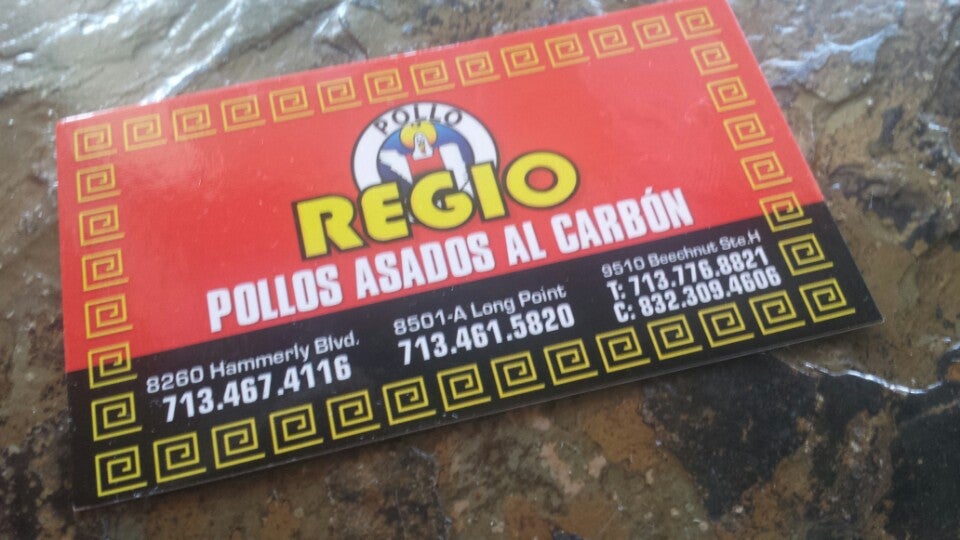 POLLO
REGIO
POLLOS ASADOS AL CARBÓN
8260 Hammerly Blvd.
713.467.4116
8501-A Long Point
713.461.5820
9510 Beechnut Ste.H
T: 713.776.8821
C: 832.309.4606